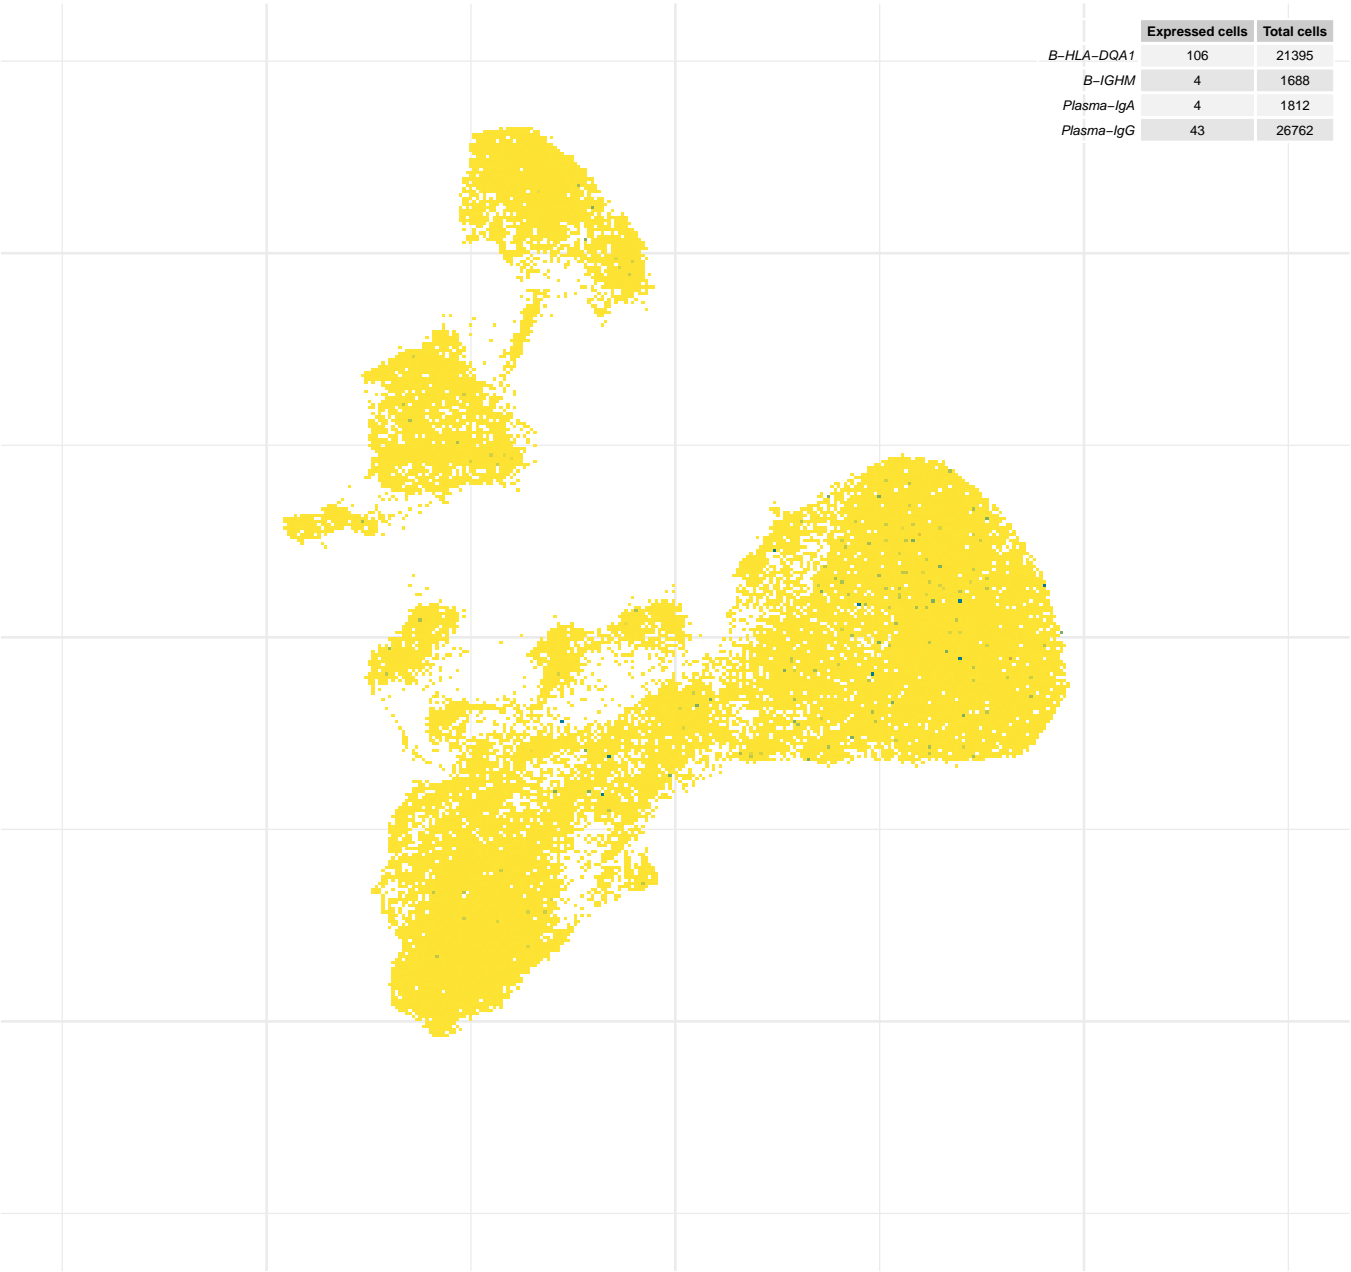 Expressed cells Total cells
B−HLA−DQA1 106 21395
B−IGHM 4 1688
Plasma−IgA 4 1812
Plasma−IgG 43 26762